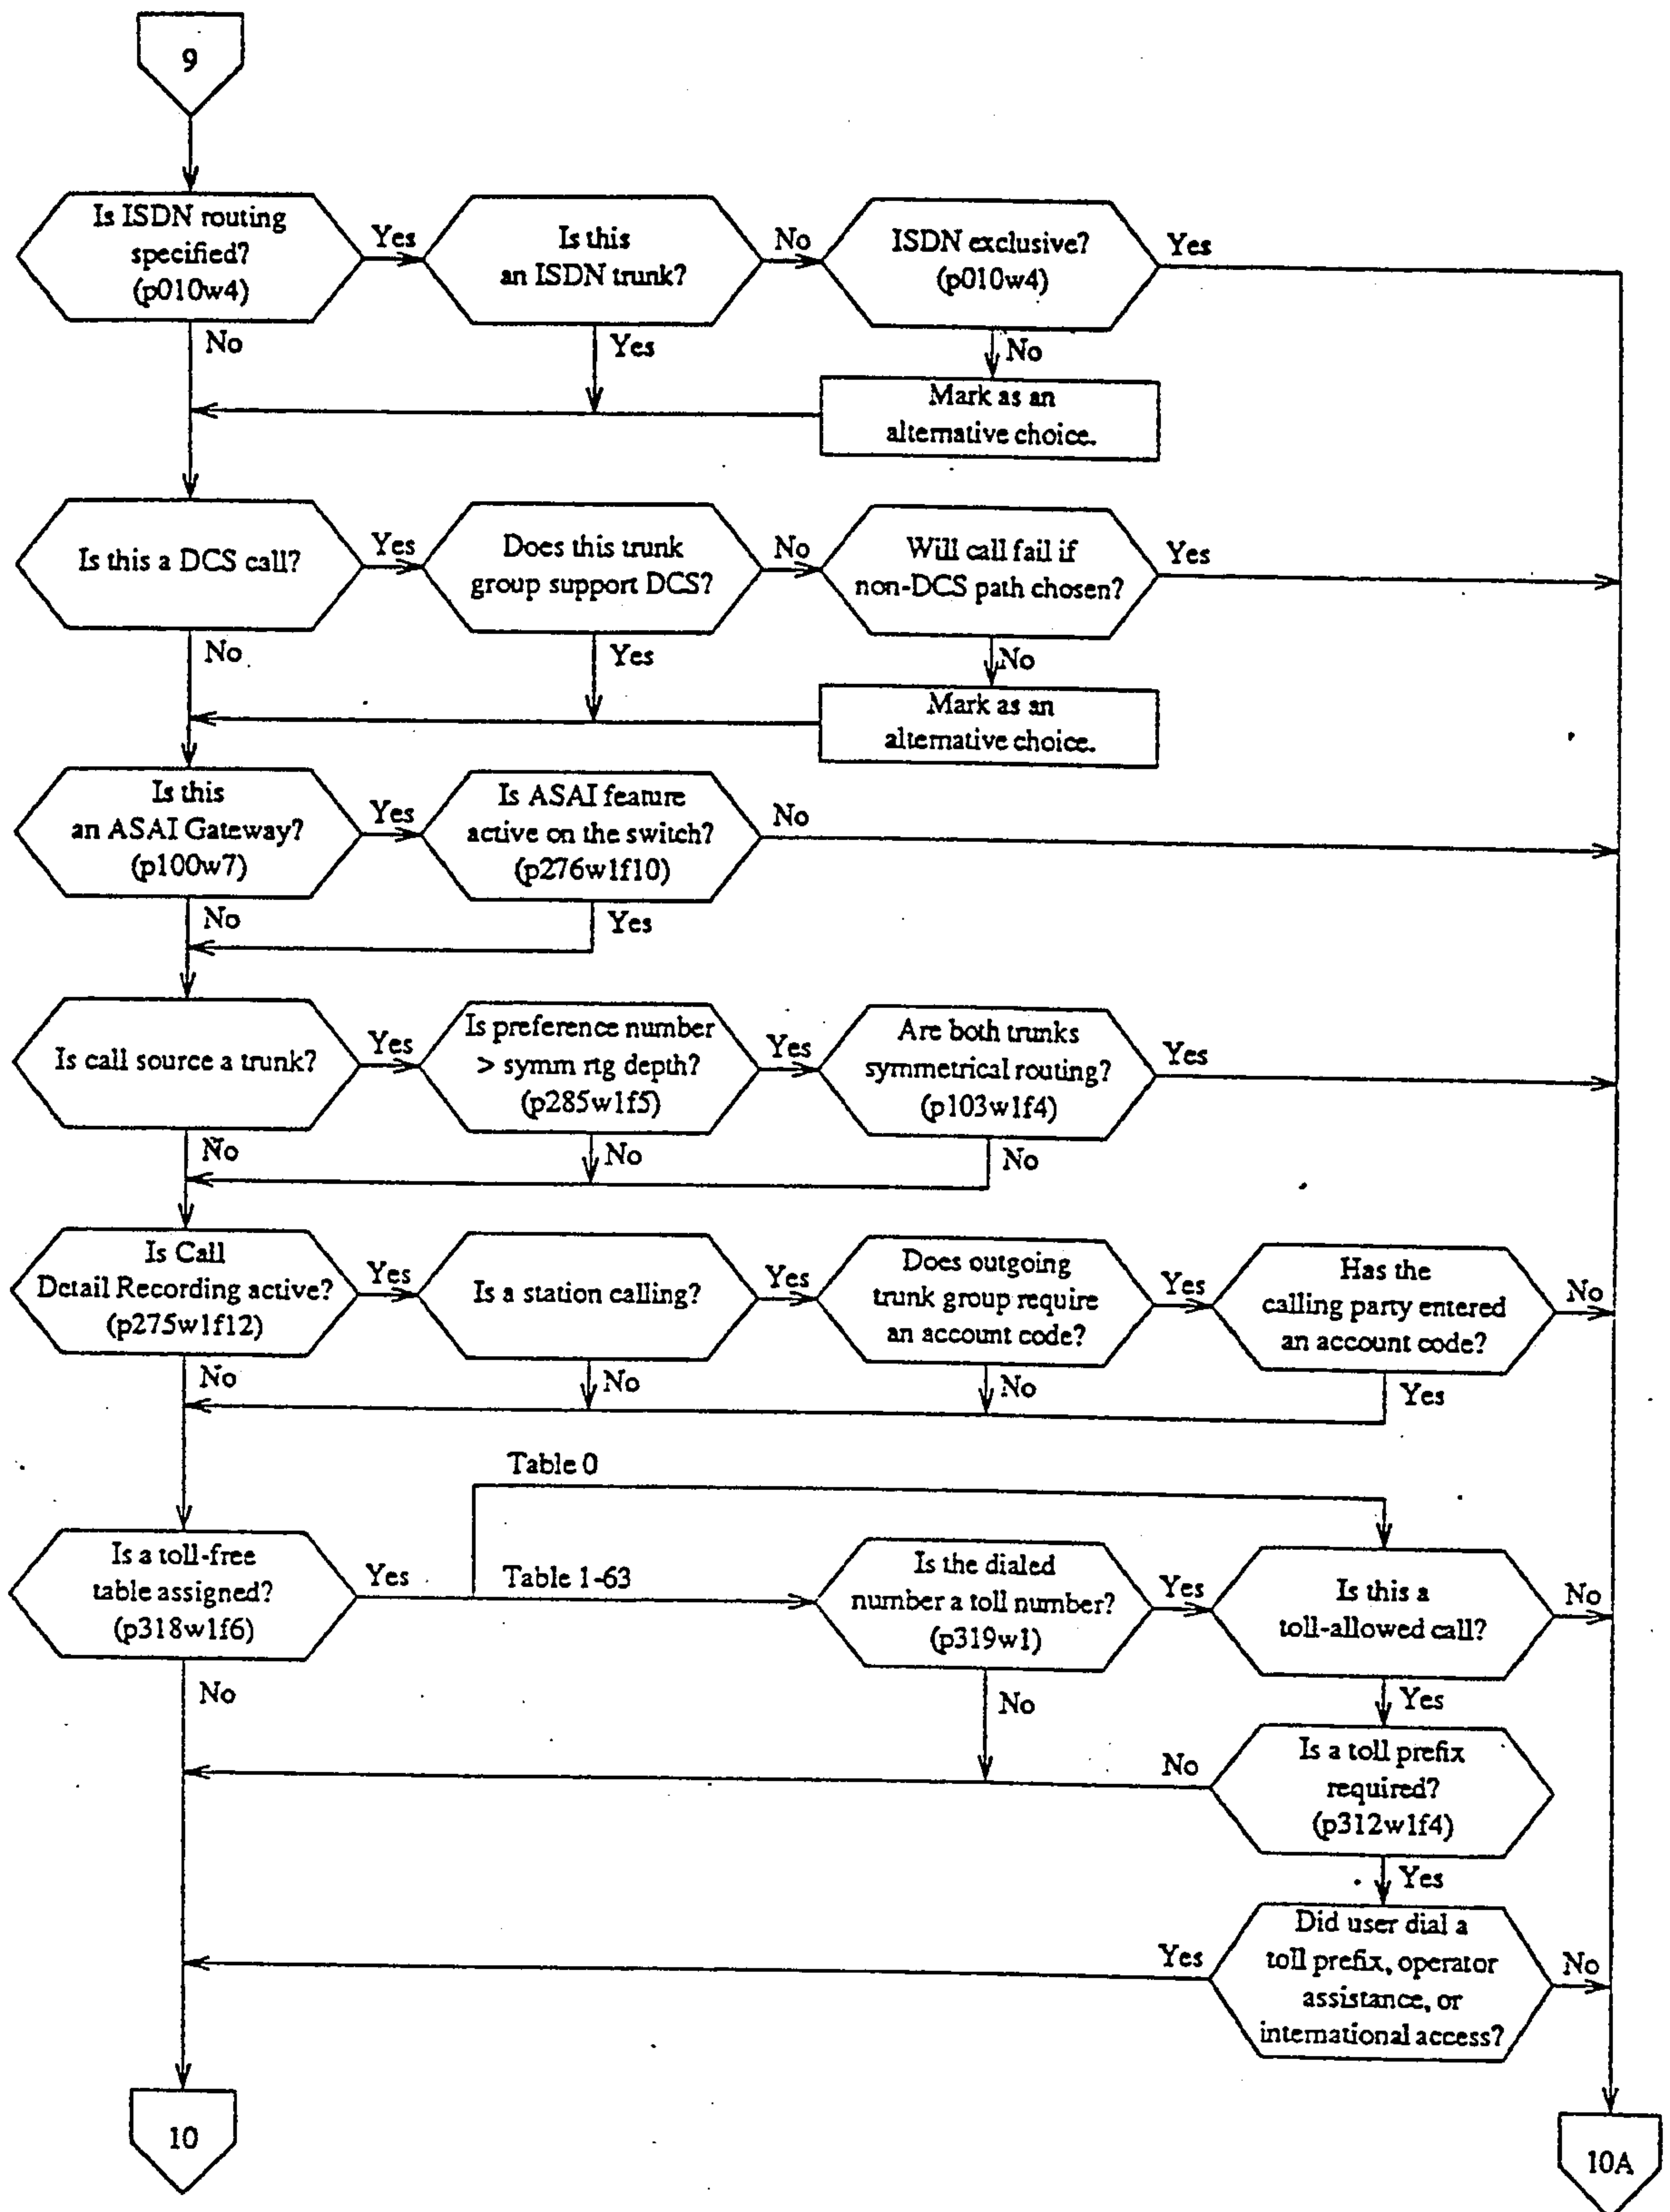 9
Is ISDN routing
specified?
(p010w4)
Yes
Is this
an ISDN trunk?
No
ISDN exclusive?
(p010w4)
Yes
No
Yes
No
Mark as an
alternative choice.
Is this a DCS call?
Yes
Does this trunk
group support DCS?
No
Will call fail if
non-DCS path chosen?
Yes
No
Yes
No
Mark as an
alternative choice.
Is this
an ASAI Gateway?
(p100w7)
Yes
Is ASAI feature
active on the switch?
(p276w1f10)
No
No
Yes
Is call source a trunk?
Yes
Is preference number
> symm rtg depth?
(p285w1f5)
Yes
Are both trunks
symmetrical routing?
(p103w1f4)
Yes
No
No
No
Is Call
Detail Recording active?
(p275w1f12)
Yes
Is a station calling?
Yes
Does outgoing
trunk group require
an account code?
Yes
Has the
calling party entered
an account code?
No
No
No
No
Yes
Table 0
Is a toll-free
table assigned?
(p318w1f6)
Yes
Table 1-63
Is the dialed
number a toll number?
(p319w1)
Yes
Is this a
toll-allowed call?
No
No
No
Yes
Is a toll prefix
required?
(p312w1f4)
No
Yes
Did user dial a
toll prefix, operator
assistance, or
international access?
Yes
No
10
10A